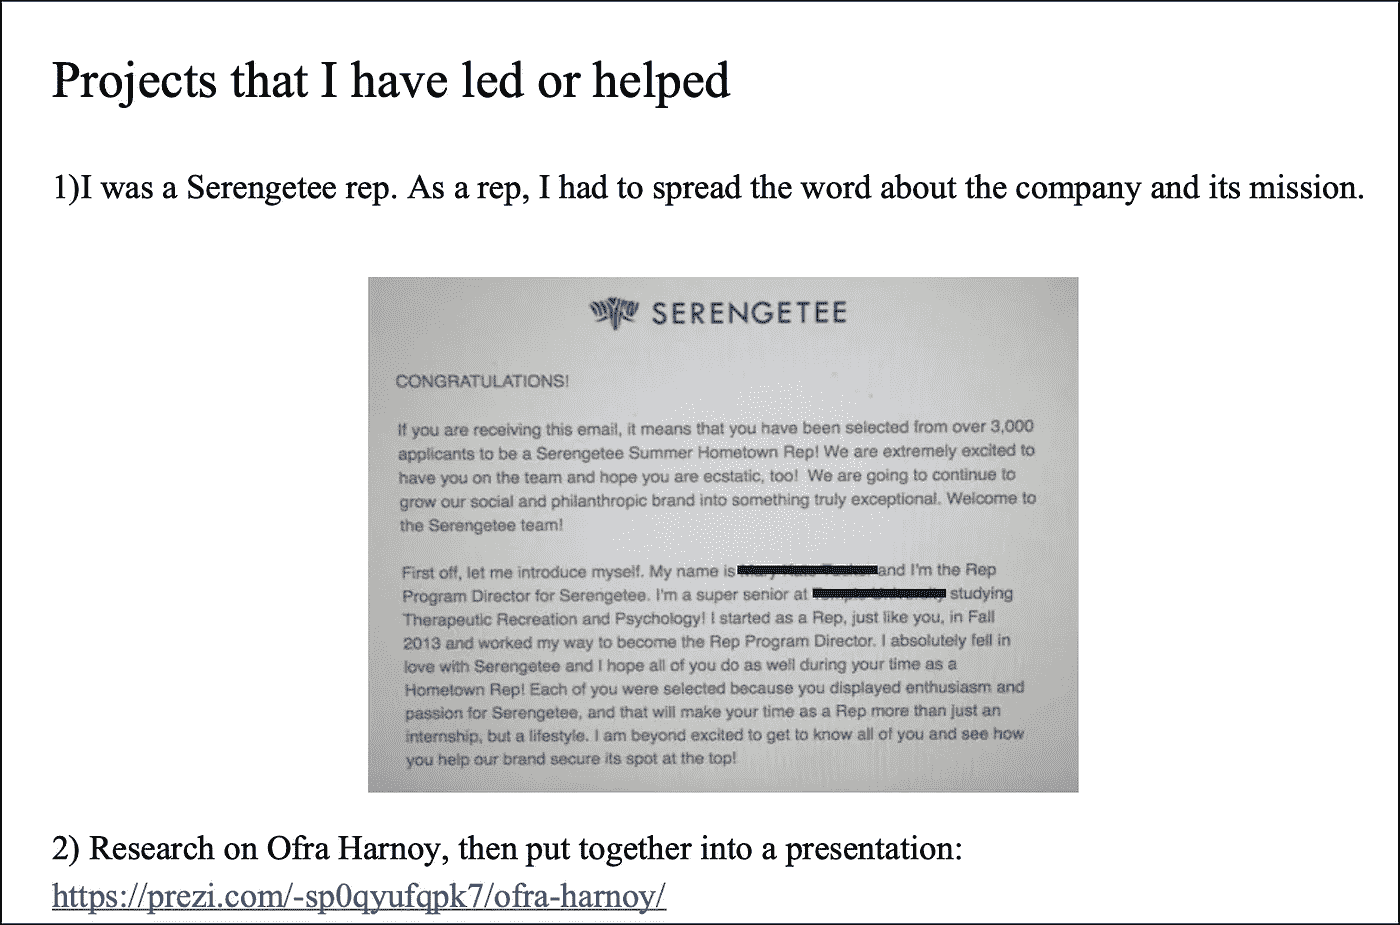 Projects that I have led or helped
1)I was a Serengetee rep. As a rep, I had to spread the word about the company and its mission.
SERENGETEE
CONGRATULATIONS!
If you are receiving this email, it means that you have been selected from over 3,000
applicants to be a Serengetee Summer Hometown Rep! We are extremely excited to
have you on the team and hope you are ecstatic, too! We are going to continue to
grow our social and philanthropic brand into something truly exceptional. Welcome to
the Serengetee team!
First off, let me introduce myself. My name is and I'm the Rep
Program Director for Serengetee. I'm a super senior at studying
Therapeutic Recreation and Psychology! I started as a Rep, just like you, in Fall
2013 and worked my way to become the Rep Program Director. I absolutely fell in
love with Serengetee and I hope all of you do as well during your time as a
Hometown Rep! Each of you were selected because you displayed enthusiasm and
passion for Serengetee, and that will make your time as a Rep more than just an
internship, but a lifestyle. I am beyond excited to get to know all of you and see how
you help our brand secure its spot at the top!
2) Research on Ofra Harnoy, then put together into a presentation:
https://prezi.com/-sp0qyufqpk7/ofra-harnoy/